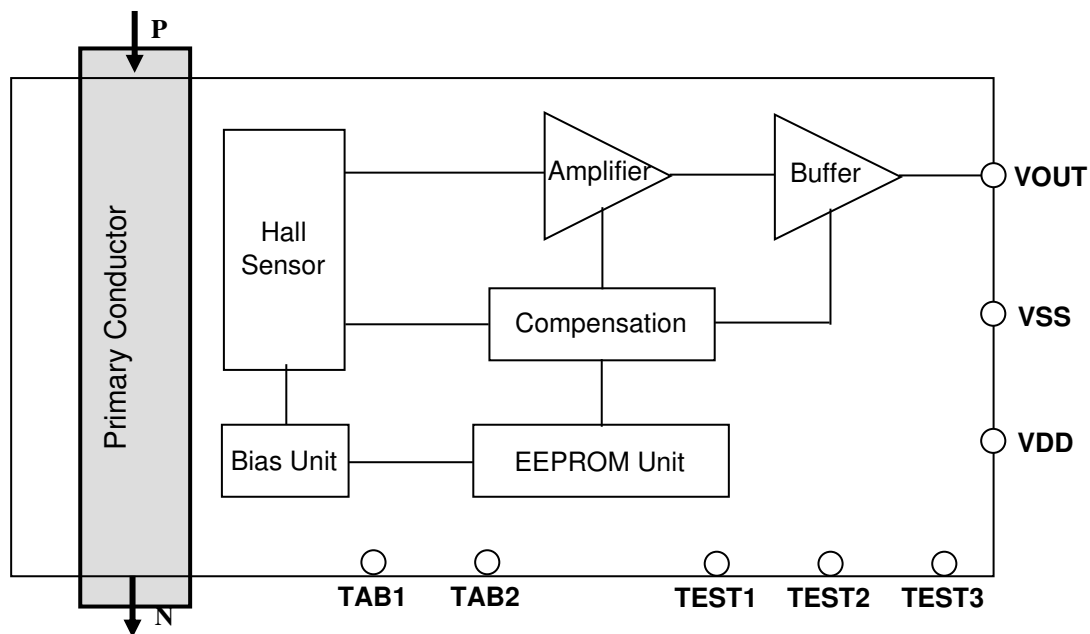 P
Primary Conductor
Hall
Sensor
Amplifier
Buffer
VOUT
Compensation
VSS
Bias Unit
EEPROM Unit
VDD
TAB1
TAB2
TEST1
TEST2
TEST3
N